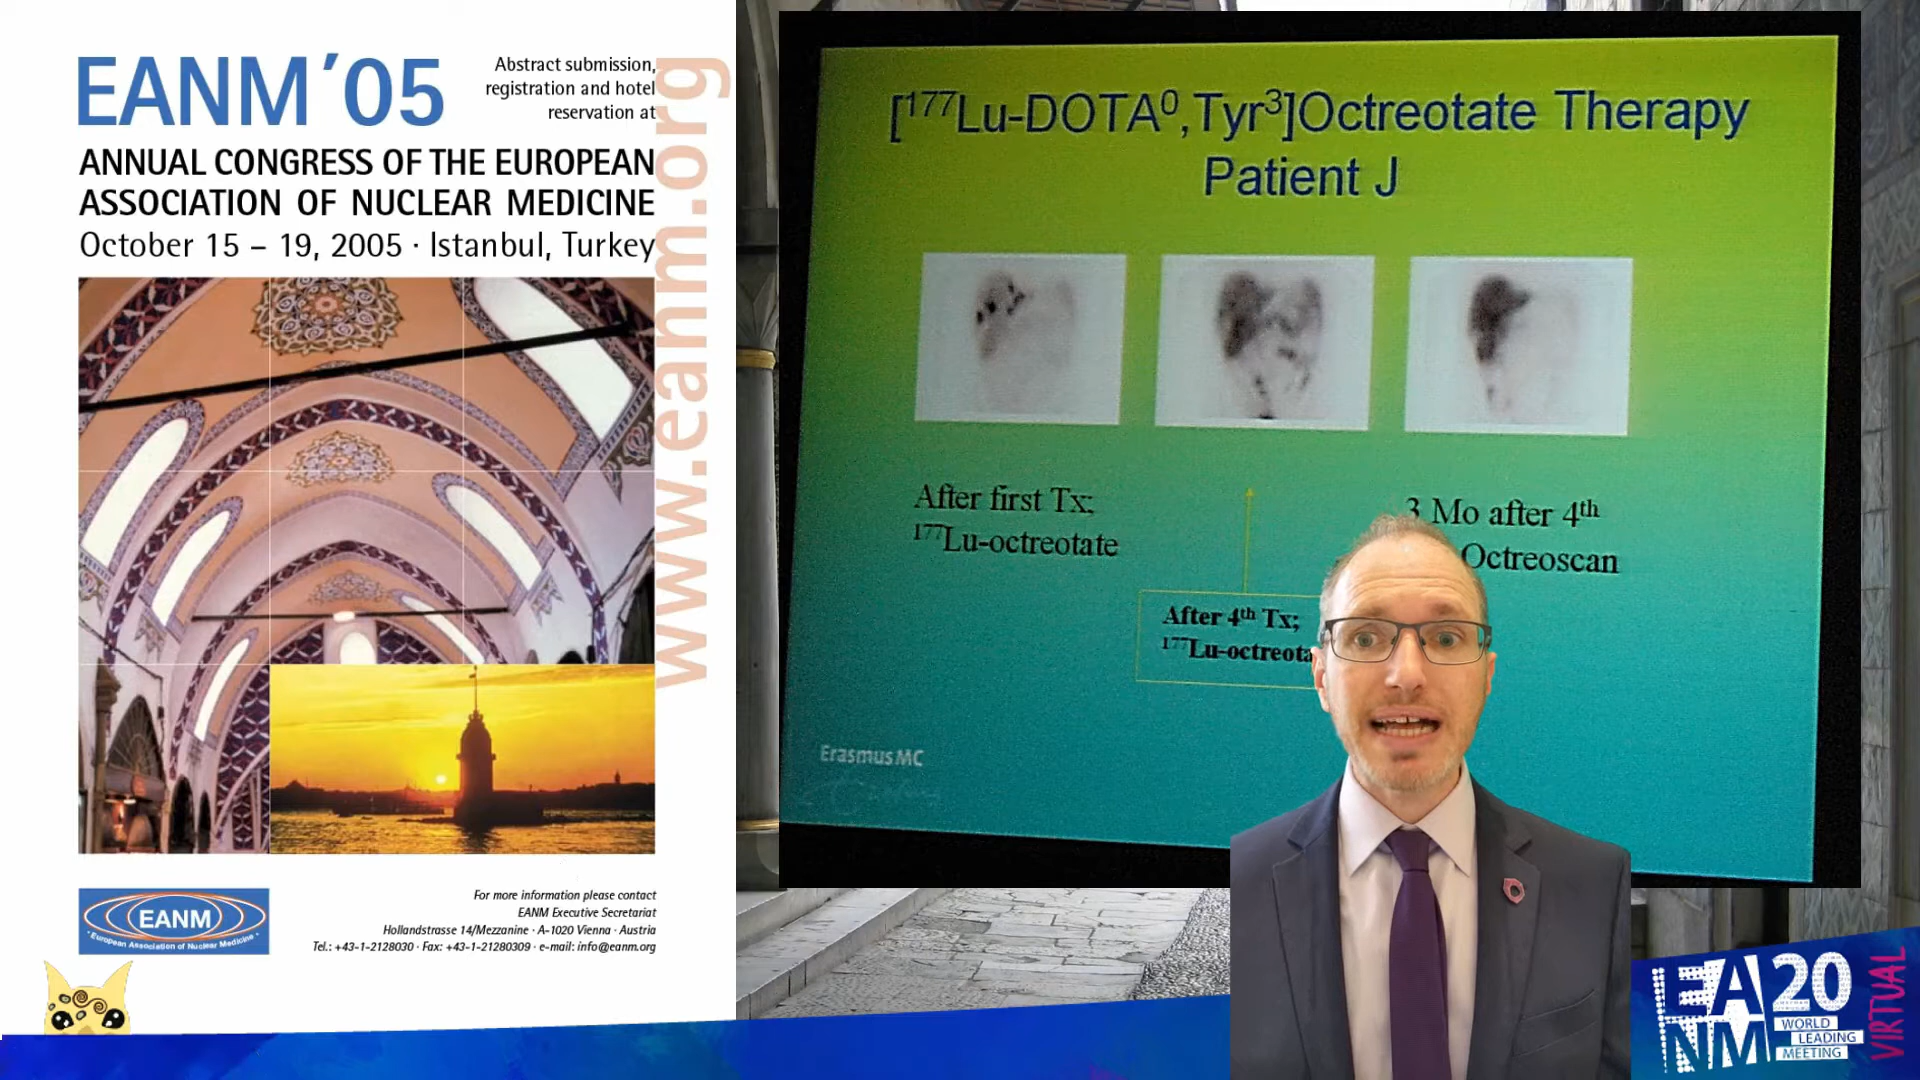 EANM´05
Abstract submission,
registration and hotel
reservation at
www.eanm.org
ANNUAL CONGRESS OF THE EUROPEAN
ASSOCIATION OF NUCLEAR MEDICINE
October 15 – 19, 2005 · Istanbul, Turkey
EANM
European Association of Nuclear Medicine
For more information please contact
EANM Executive Secretariat
Hollandstrasse 14/Mezzanine · A-1020 Vienna · Austria
Tel.: +43-1-2128030 · Fax: +43-1-21280309 · e-mail: info@eanm.org
[¹⁷⁷Lu-DOTA⁰,Tyr³]Octreotate Therapy
Patient J
After first Tx;
¹⁷⁷Lu-octreotate
After 4ᵗʰ Tx;
¹⁷⁷Lu-octreota
3 Mo after 4ᵗʰ
Octreoscan
Erasmus MC
EANM 20
WORLD
LEADING
MEETING
VIRTUAL